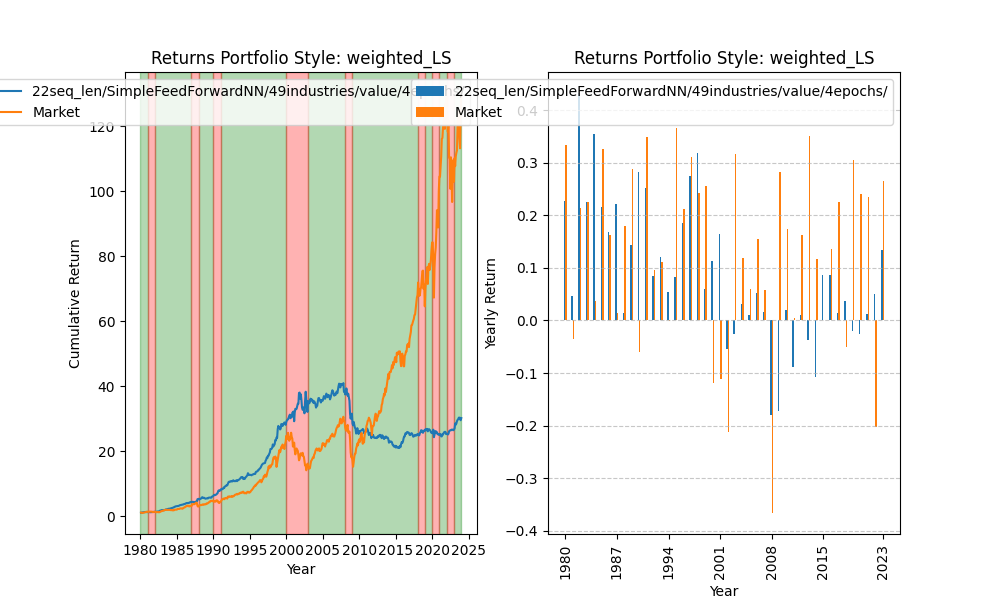 Returns Portfolio Style: weighted_LS
22seq_len/SimpleFeedForwardNN/49industries/value/4
Market
120
100
80
60
40
20
0
Cumulative Return
1980 1985 1990 1995 2000 2005 2010 2015 2020 2025
Year
Returns Portfolio Style: weighted_LS
22seq_len/SimpleFeedForwardNN/49industries/value/4epochs/
Market
0.4
0.3
0.2
0.1
0.0
−0.1
−0.2
−0.3
−0.4
Yearly Return
1980 1987 1994 2001 2008 2015 2023
Year